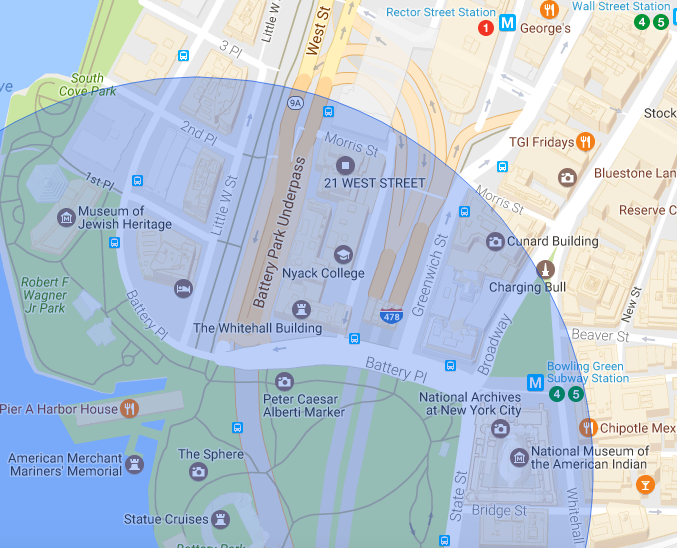 Rector Street Station
M
1
George's
Wall Street Station
4 5
Little W
West St
3 Pl
South
Cove Park
9A
2nd Pl
Morris St
TGI Fridays
Stock
21 WEST STREET
Bluestone Lan
1st Pl
Morris St
Little W St
Battery Park Underpass
Museum of
Jewish Heritage
Reserve C
Greenwich St
Cunard Building
Nyack College
Robert F
Wagner
Jr Park
Charging Bull
New St
Battery Pl
478
The Whitehall Building
Broadway
Beaver St
Battery Pl
Bowling Green
Subway Station
M
4 5
National Archives
at New York City
Peter Caesar
Alberti Marker
Pier A Harbor House
Chipotle Mex
American Merchant
Mariners' Memorial
The Sphere
National Museum of
the American Indian
State St
Bridge St
Whitehall
Statue Cruises
Battery Park